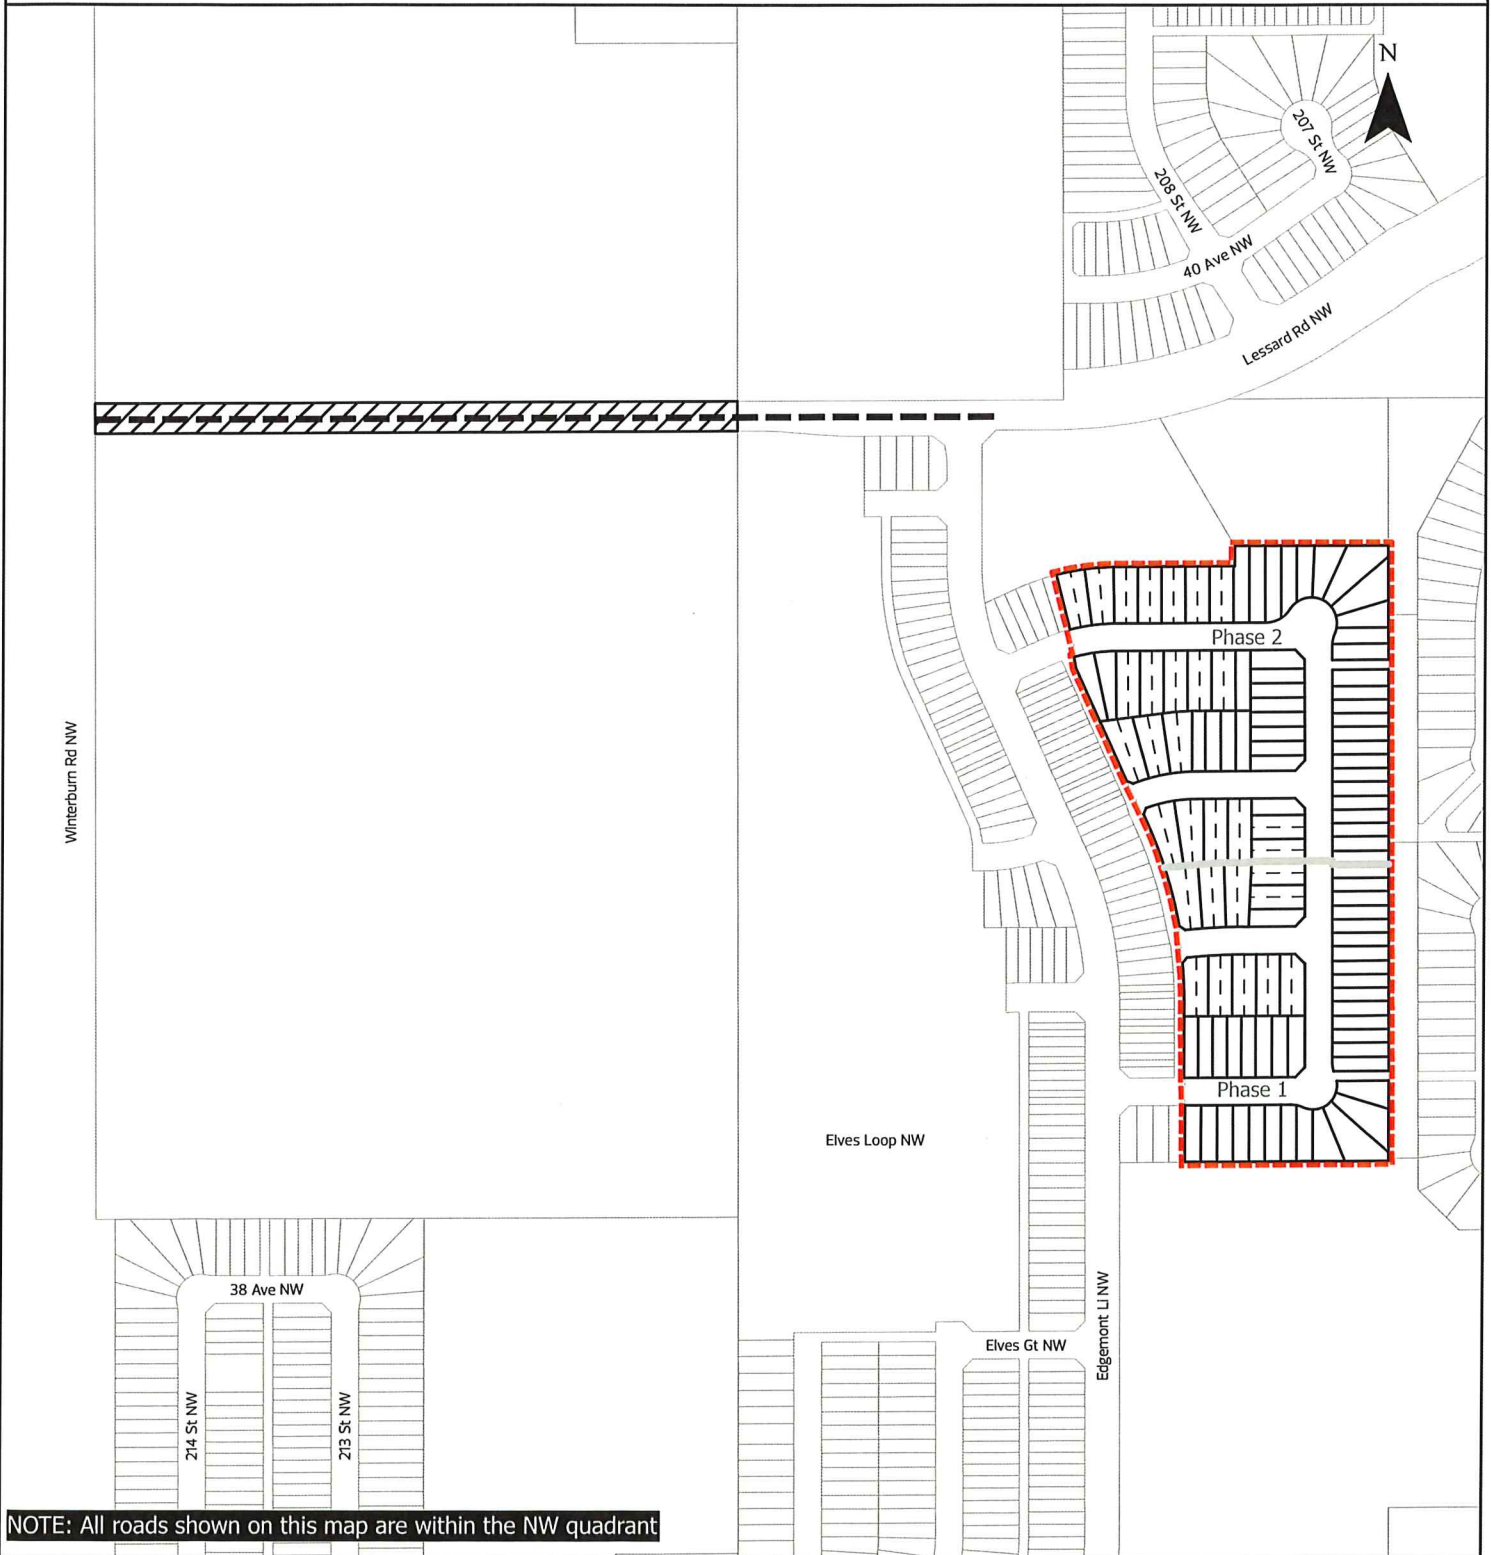 N
207 St NW
208 St NW
40 Ave NW
Lessard Rd NW
Phase 2
Winterburn Rd NW
Phase 1
Elves Loop NW
38 Ave NW
Elves Gt NW
Edgemont Li NW
214 St NW
213 St NW
NOTE: All roads shown on this map are within the NW quadrant